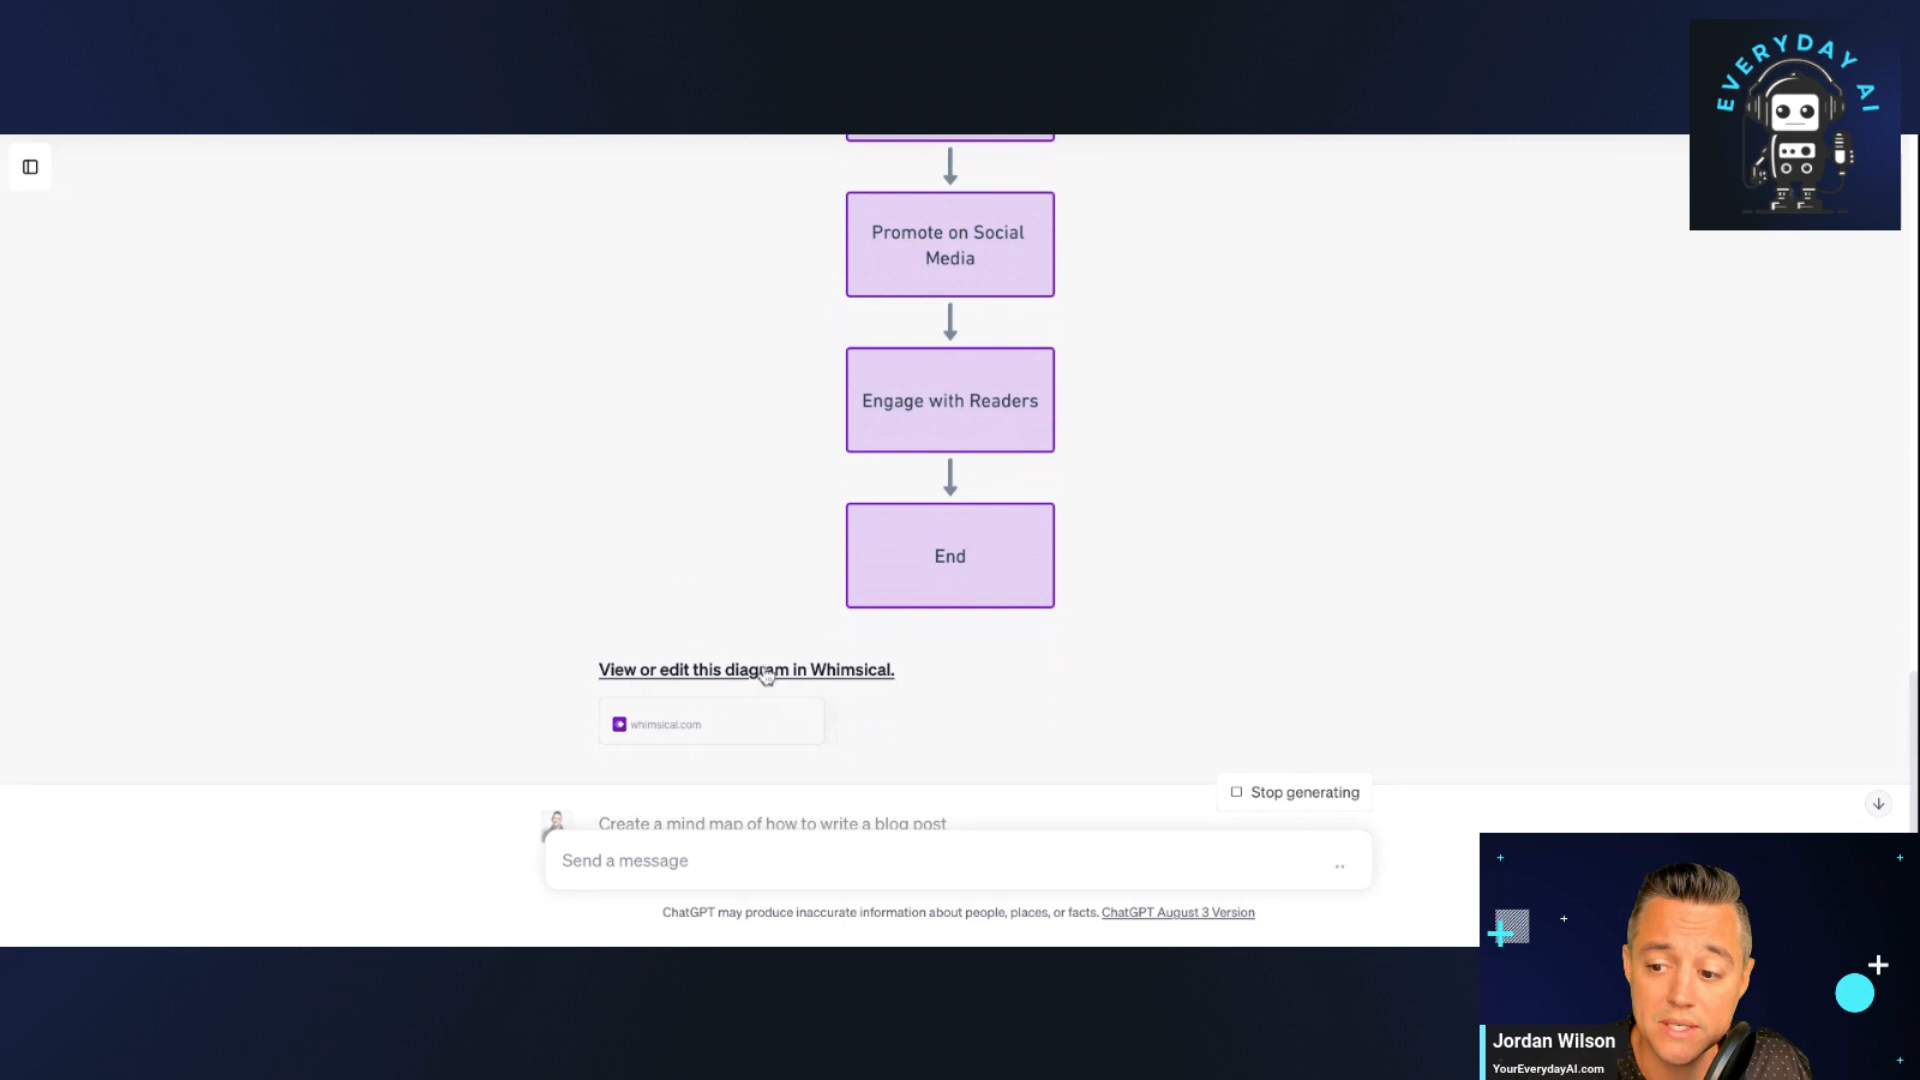 EVERYDAY AI
Promote on Social
Media
Engage with Readers
End
View or edit this diagram in Whimsical.
whimsical.com
Stop generating
Create a mind map of how to write a blog post
Send a message
ChatGPT may produce inaccurate information about people, places, or facts. ChatGPT August 3 Version
Jordan Wilson
YourEverydayAI.com